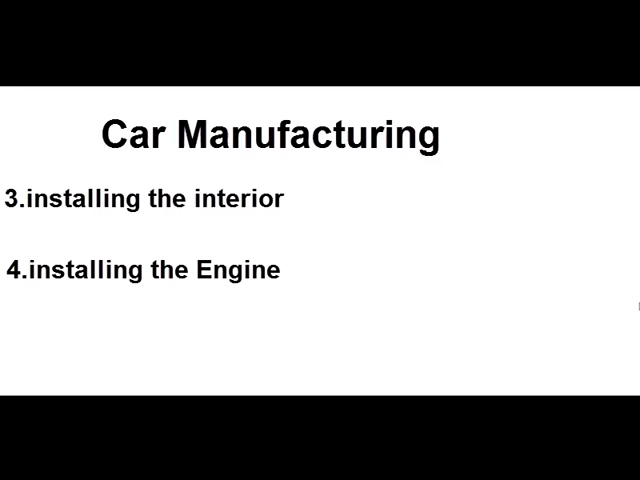 Car Manufacturing
3.installing the interior
4.installing the Engine